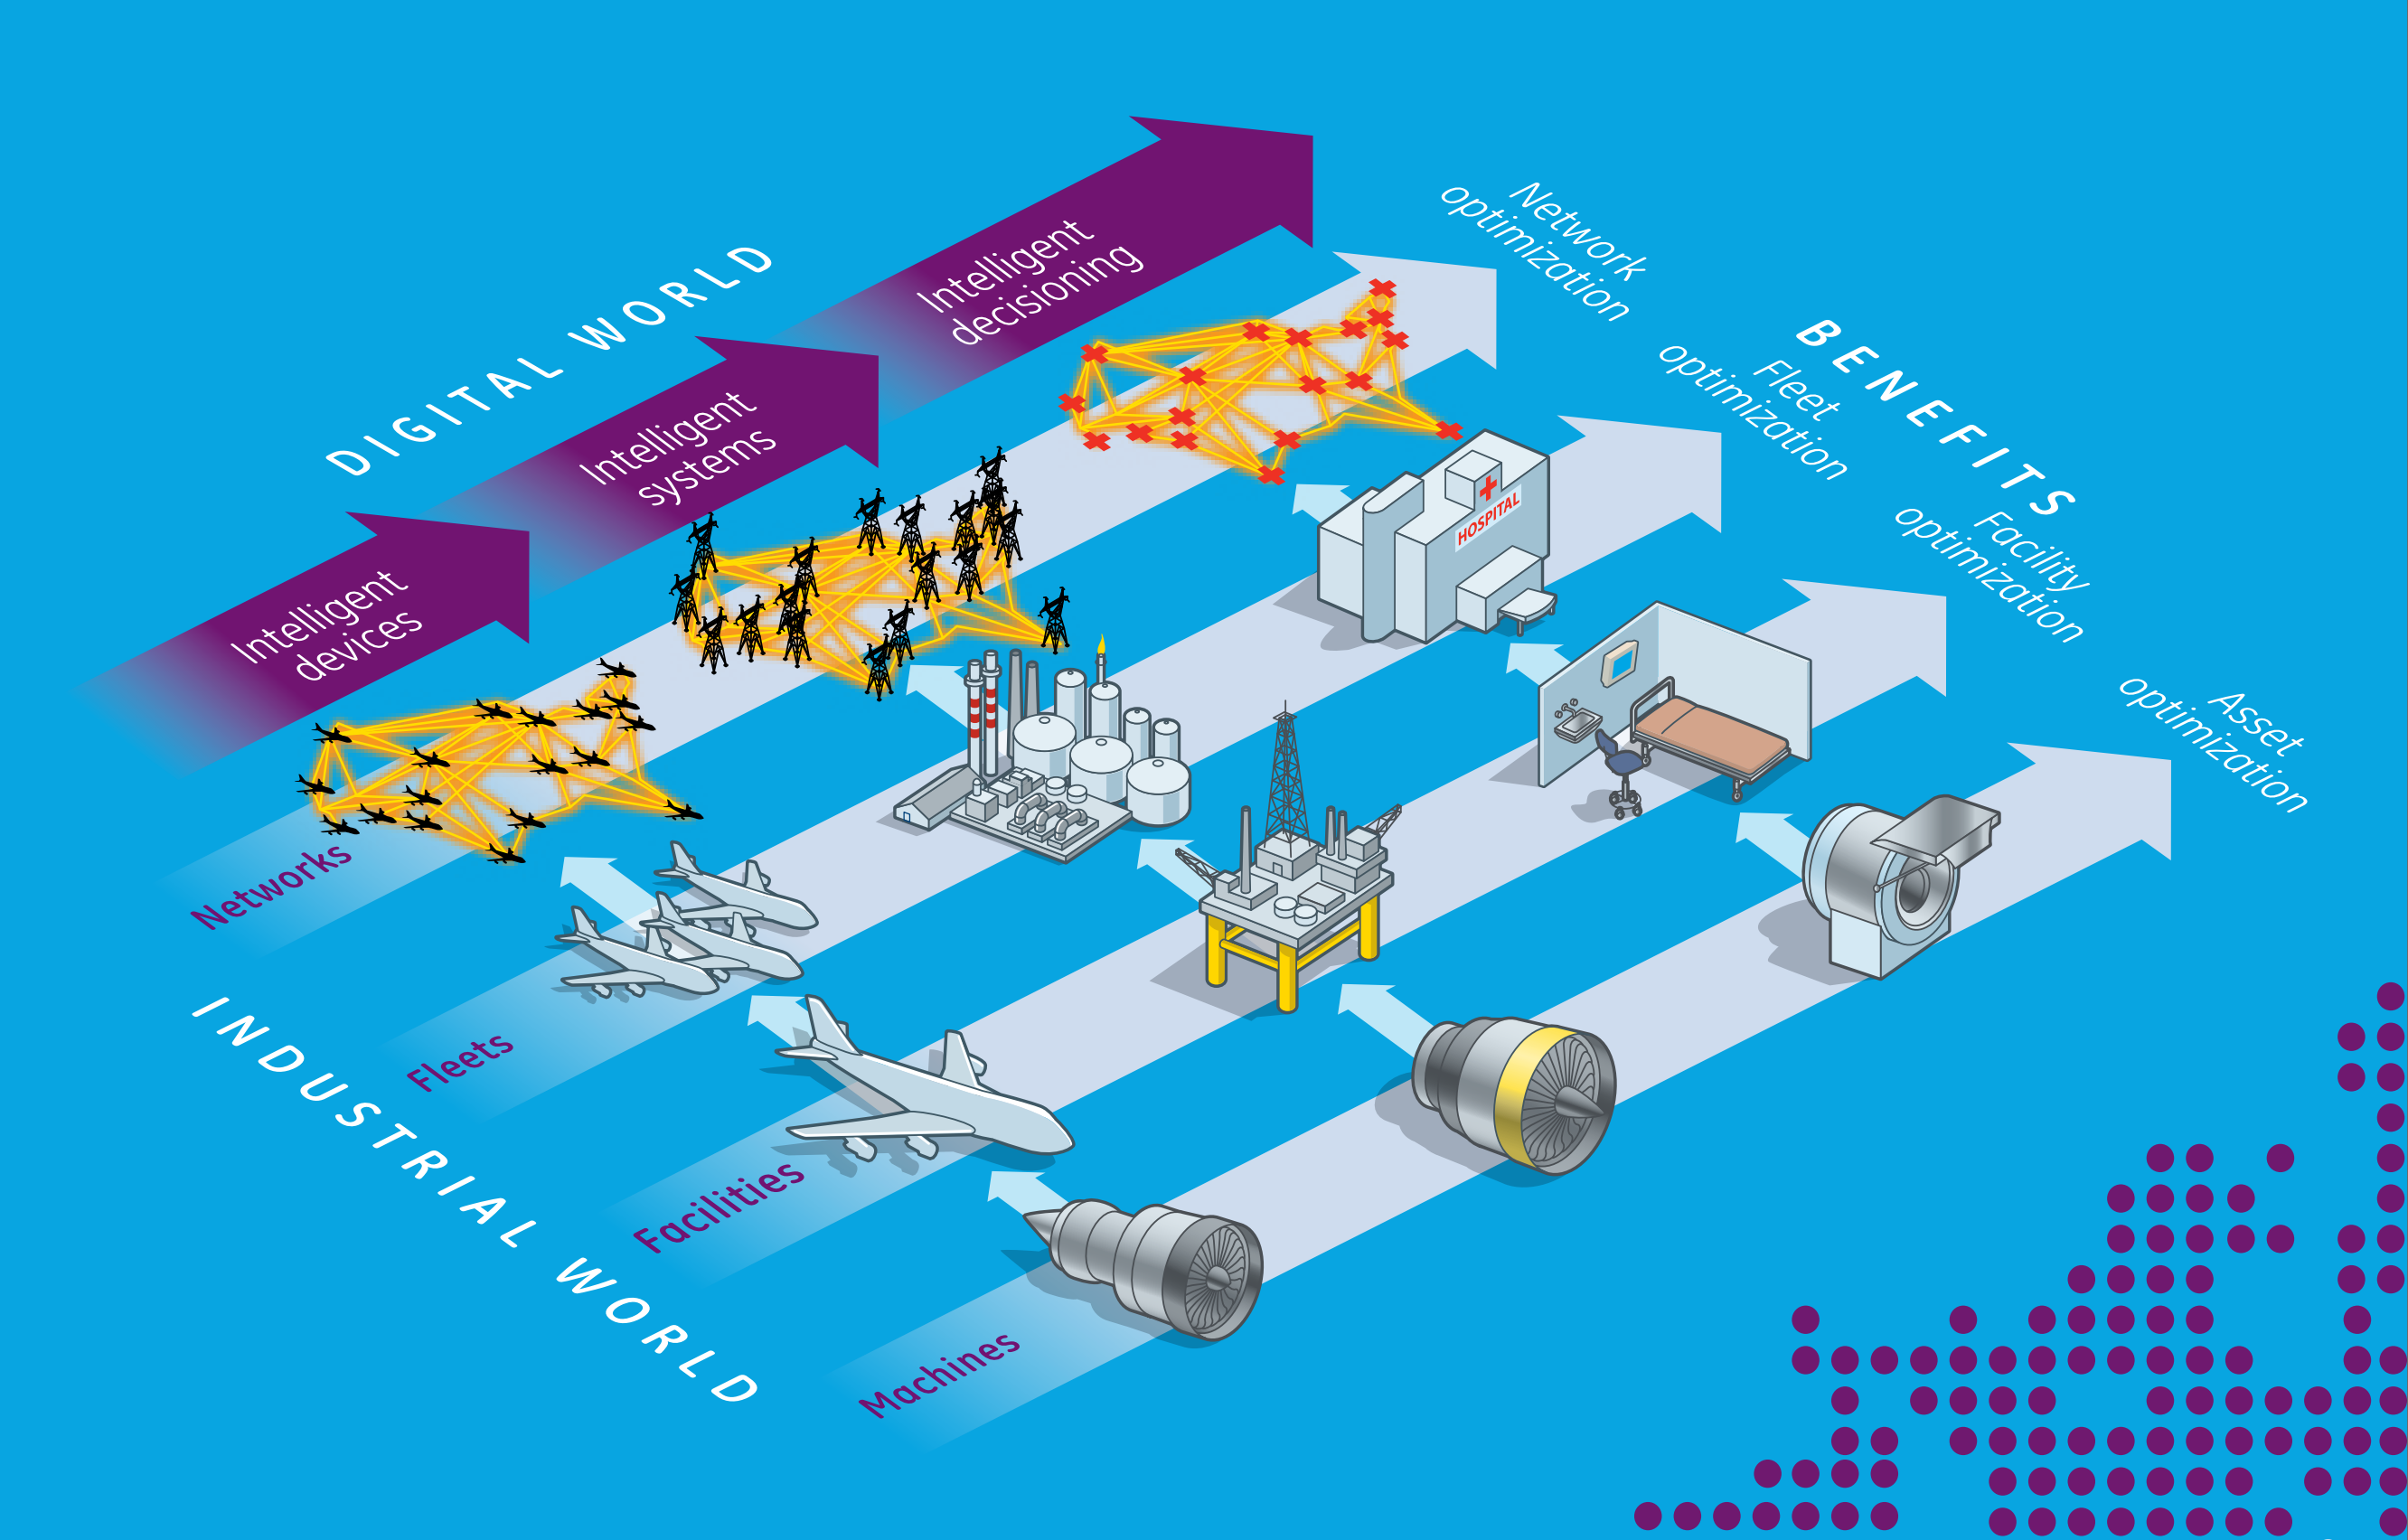 DIGITAL WORLD
Intelligent
devices
Intelligent
systems
Intelligent
decisioning
BENEFITS
Network
optimization
Fleet
optimization
Facility
optimization
Asset
optimization
HOSPITAL
INDUSTRIAL WORLD
Networks
Fleets
Facilities
Machines